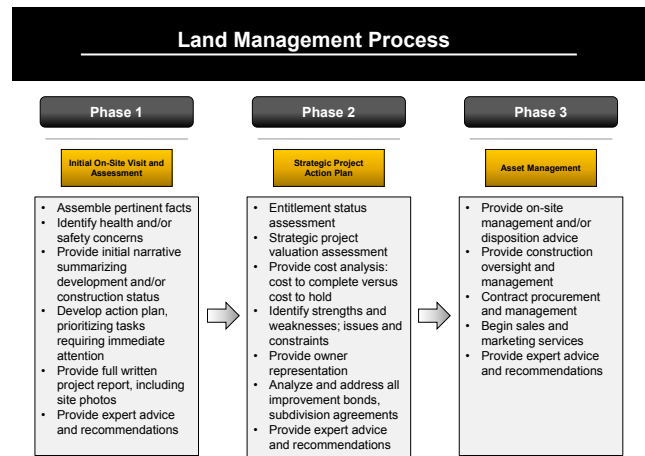 Land Management Process
Phase 1
Initial On-Site Visit and
Assessment
• Assemble pertinent facts
• Identify health and/or
safety concerns
• Provide initial narrative
summarizing
development and/or
construction status
• Develop action plan,
prioritizing tasks
requiring immediate
attention
• Provide full written
project report, including
site photos
• Provide expert advice
and recommendations
Phase 2
Strategic Project
Action Plan
• Entitlement status
assessment
• Strategic project
valuation assessment
• Provide cost analysis:
cost to complete versus
cost to hold
• Identify strengths and
weaknesses; issues and
constraints
• Provide owner
representation
• Analyze and address all
improvement bonds,
subdivision agreements
• Provide expert advice
and recommendations
Phase 3
Asset Management
• Provide on-site
management and/or
disposition advice
• Provide construction
oversight and
management
• Contract procurement
and management
• Begin sales and
marketing services
• Provide expert advice
and recommendations